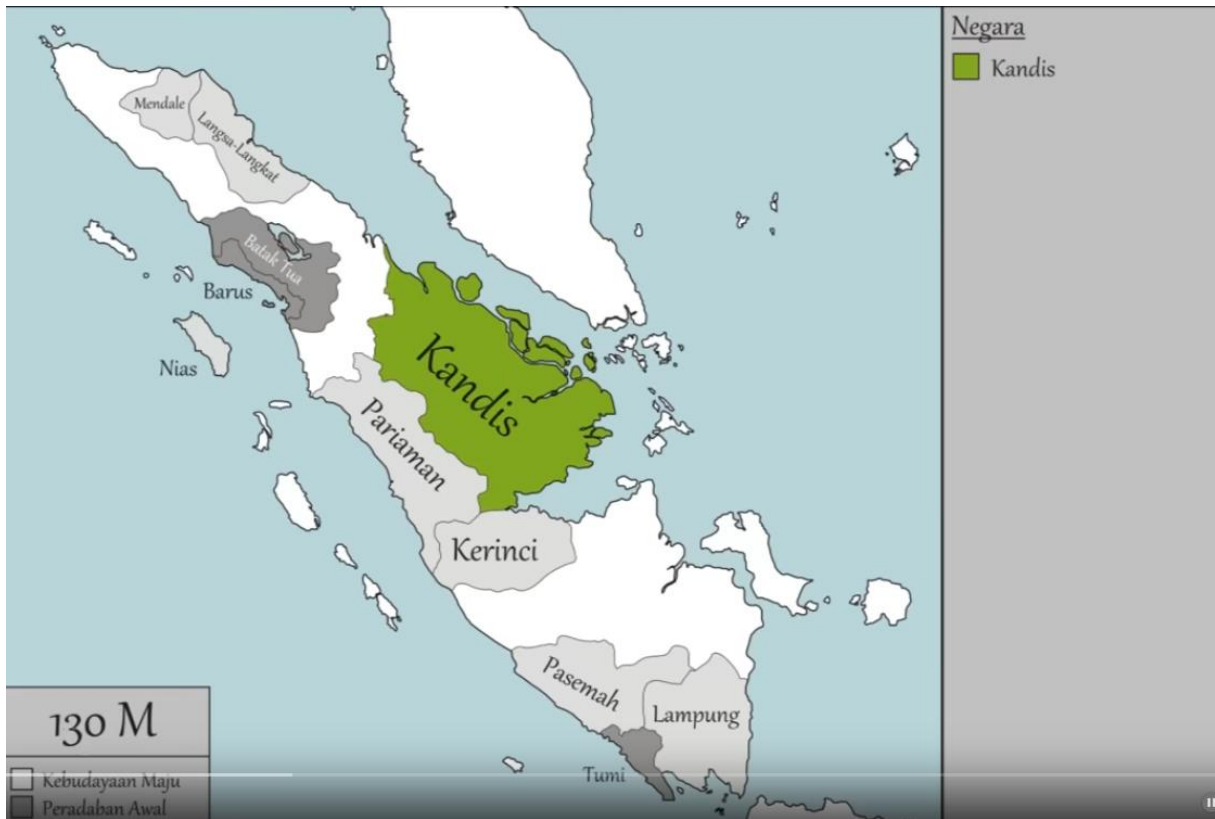 Negara
Kandis
Mendale
Langsa-Langkat
Batak Tua
Barus
Nias
Kandis
Pariaman
Kerinci
Pasemah
Lampung
Tumi
130 M
Kebudayaan Maju
Peradaban Awal